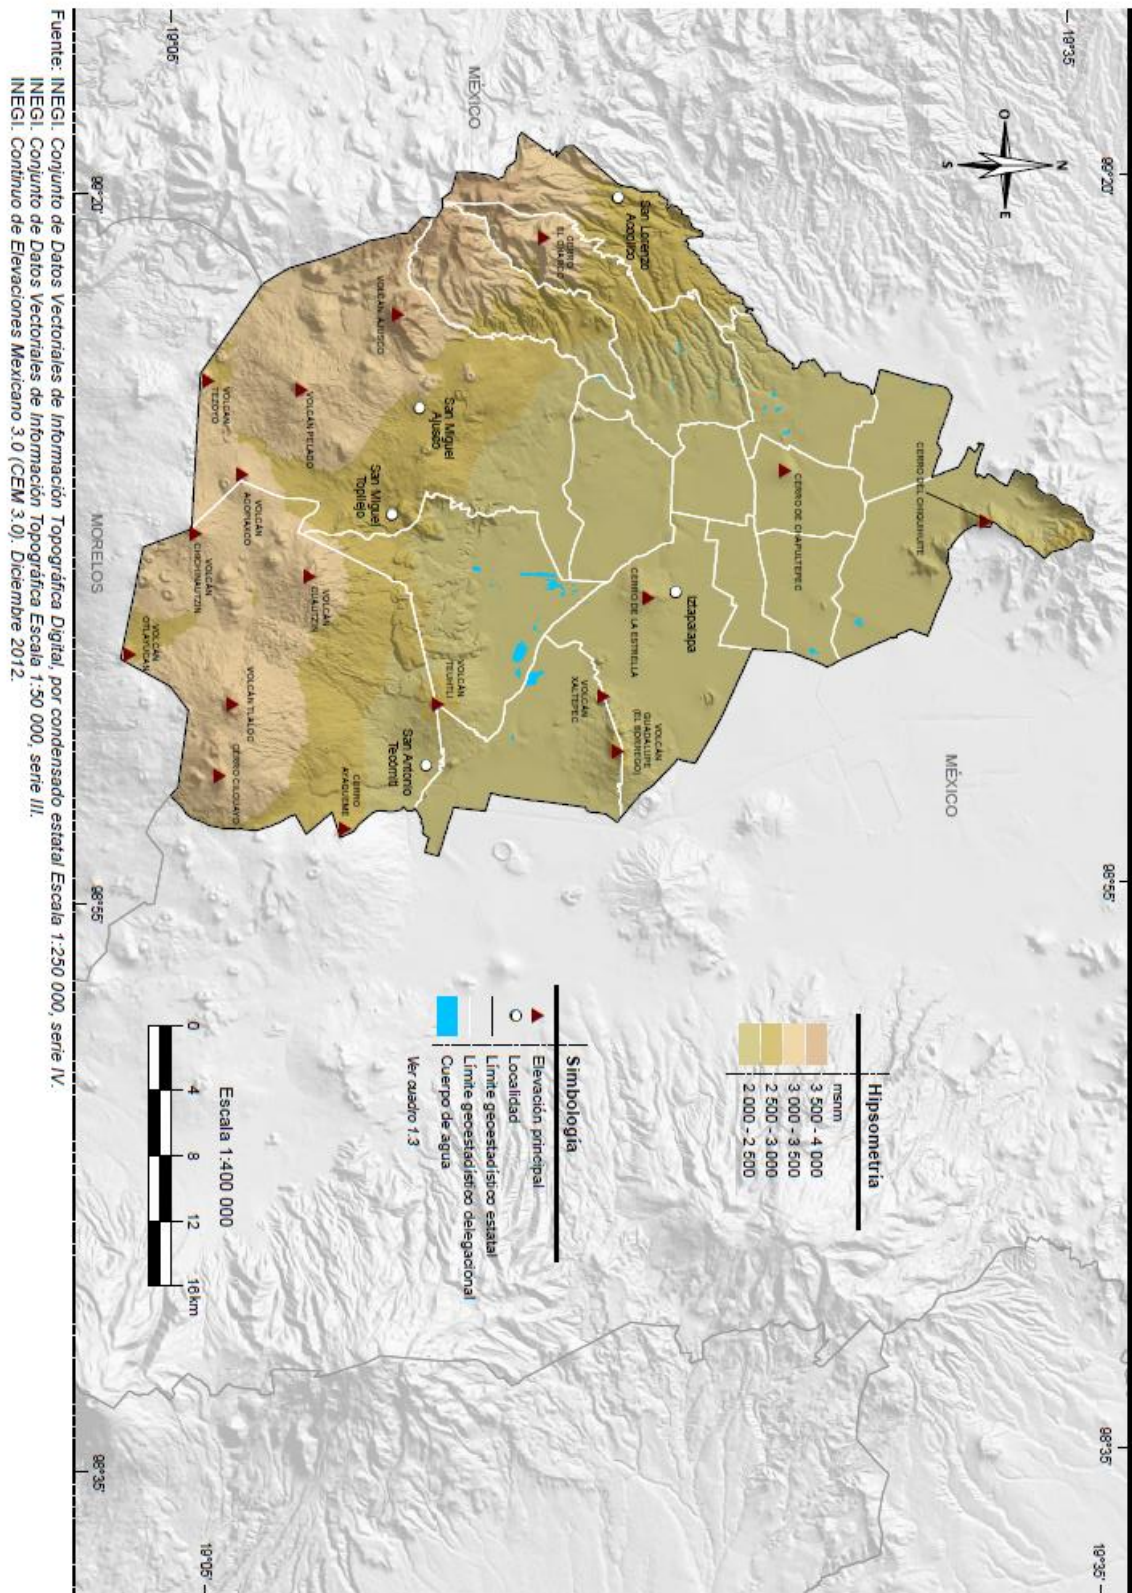 19°35'
99°20'
98°55'
98°35'
19°35'
N
O
E
S
MÉXICO
CERRO DEL CHIQUIHUITE
CERRO DE CHAPULTEPEC
Iztapalapa
CERRO DE LA ESTRELLA
San Lorenzo
Acopilco
CERRO
EL CHARCO
VOLCÁN
GUADALUPE
(EL BORREGO)
VOLCÁN
XALTEPEC
MÉXICO
VOLCÁN
TEUHTLI
San Miguel
Ajusco
San Antonio
Tecómitl
VOLCÁN AJUSCO
San Miguel
Topilejo
CERRO
AYAQUEME
VOLCÁN PELADO
VOLCÁN
CUAUTZIN
VOLCÁN
ACOPIAXCO
VOLCÁN TLÁLOC
CERRO CILCUAYO
VOLCÁN
TEZOYO
VOLCÁN
CHICHINAUTZIN
VOLCÁN
OTLAYUCAN
MORELOS
19°05'
99°20'
98°55'
98°35'
19°05'
Hipsometría
msnm
3 500 - 4 000
3 000 - 3 500
2 500 - 3 000
2 000 - 2 500
Simbología
Elevación principal
Localidad
Límite geoestadístico estatal
Límite geoestadístico delegacional
Cuerpo de agua
Ver cuadro 1.3
Escala 1:400 000
0 4 8 12 16 km
Fuente: INEGI. Conjunto de Datos Vectoriales de Información Topográfica Digital, por condensado estatal Escala 1:250 000, serie IV.
INEGI. Conjunto de Datos Vectoriales de Información Topográfica Escala 1:50 000, serie III.
INEGI. Continuo de Elevaciones Mexicano 3.0 (CEM 3.0). Diciembre 2012.